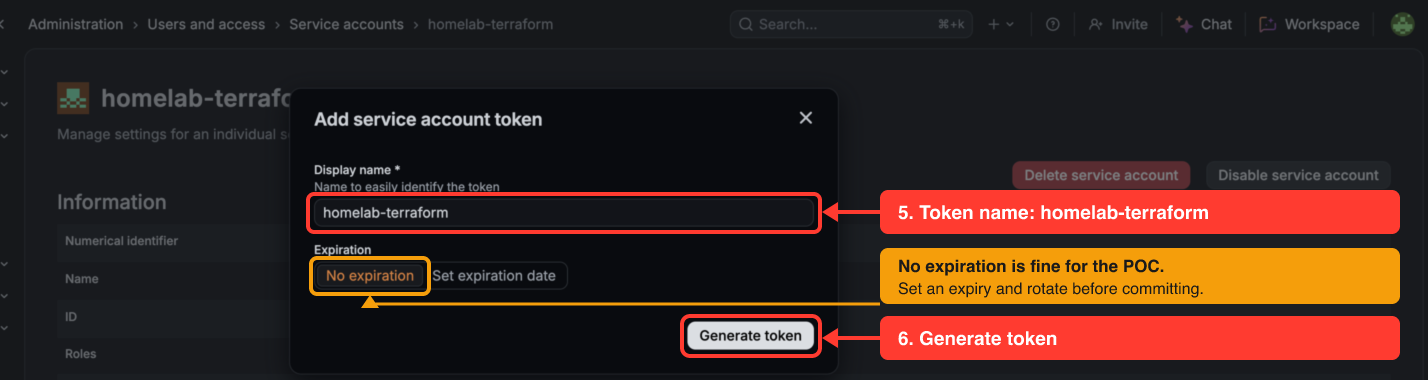 Administration > Users and access > Service accounts > homelab-terraform
Search... ⌘+k
Invite
Chat
Workspace
homelab-terrafo
Manage settings for an individual s
Add service account token
Display name *
Name to easily identify the token
homelab-terraform
Expiration
No expiration
Set expiration date
Generate token
Delete service account
Disable service account
Information
Numerical identifier
Name
ID
Roles
5. Token name: homelab-terraform
No expiration is fine for the POC.
Set an expiry and rotate before committing.
6. Generate token